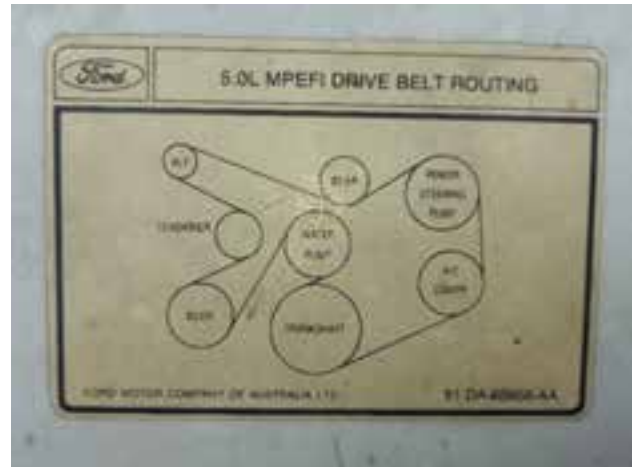 Ford
5.0L MPEFI DRIVE BELT ROUTING
ALT
IDLER
POWER
STEERING
PUMP
TENSIONER
WATER
PUMP
A/C
COMPR
IDLER
CRANKSHAFT
FORD MOTOR COMPANY OF AUSTRALIA LTD.